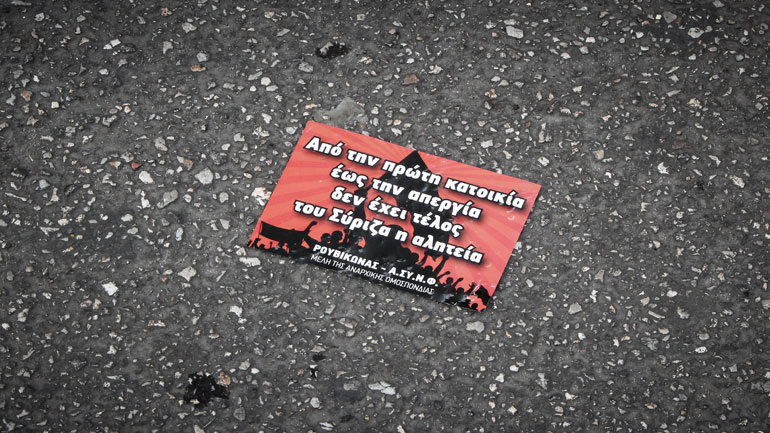 Από την πρώτη κατοικία
έως την απεργία
δεν έχει τέλος
του Σύριζα η αλητεία
ΡΟΥΒΙΚΩΝΑΣ - Α.ΣΥ.Ν.Φ.
ΜΕΛΗ ΤΗΣ ΑΝΑΡΧΙΚΗΣ ΟΜΟΣΠΟΝΔΙΑΣ